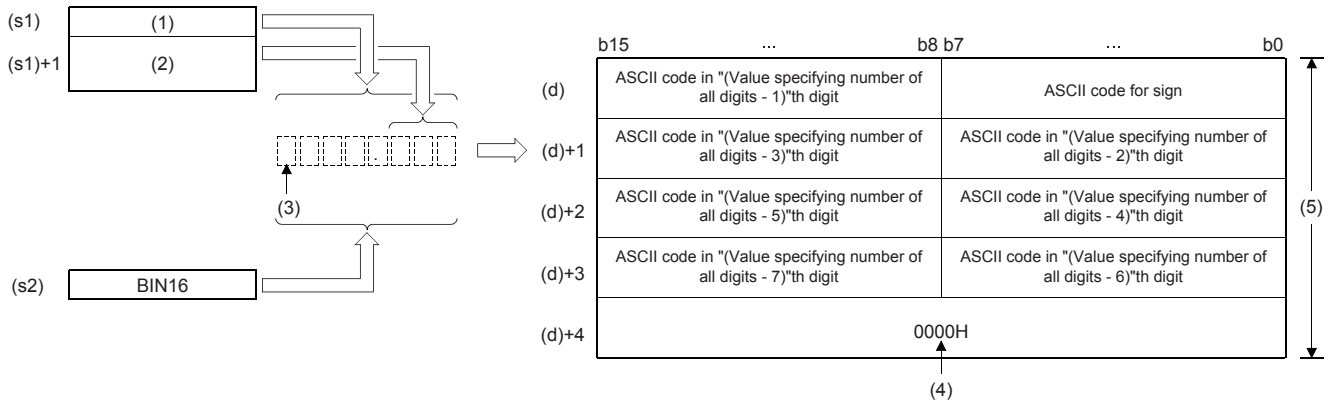 (s1)
(1)
(s1)+1
(2)
(3)
(s2)
BIN16
b15
...
b8
b7
...
b0
(d)
ASCII code in "(Value specifying number of
all digits - 1)"th digit
ASCII code for sign
(d)+1
ASCII code in "(Value specifying number of
all digits - 3)"th digit
ASCII code in "(Value specifying number of
all digits - 2)"th digit
(d)+2
ASCII code in "(Value specifying number of
all digits - 5)"th digit
ASCII code in "(Value specifying number of
all digits - 4)"th digit
(d)+3
ASCII code in "(Value specifying number of
all digits - 7)"th digit
ASCII code in "(Value specifying number of
all digits - 6)"th digit
(d)+4
0000H
(4)
(5)